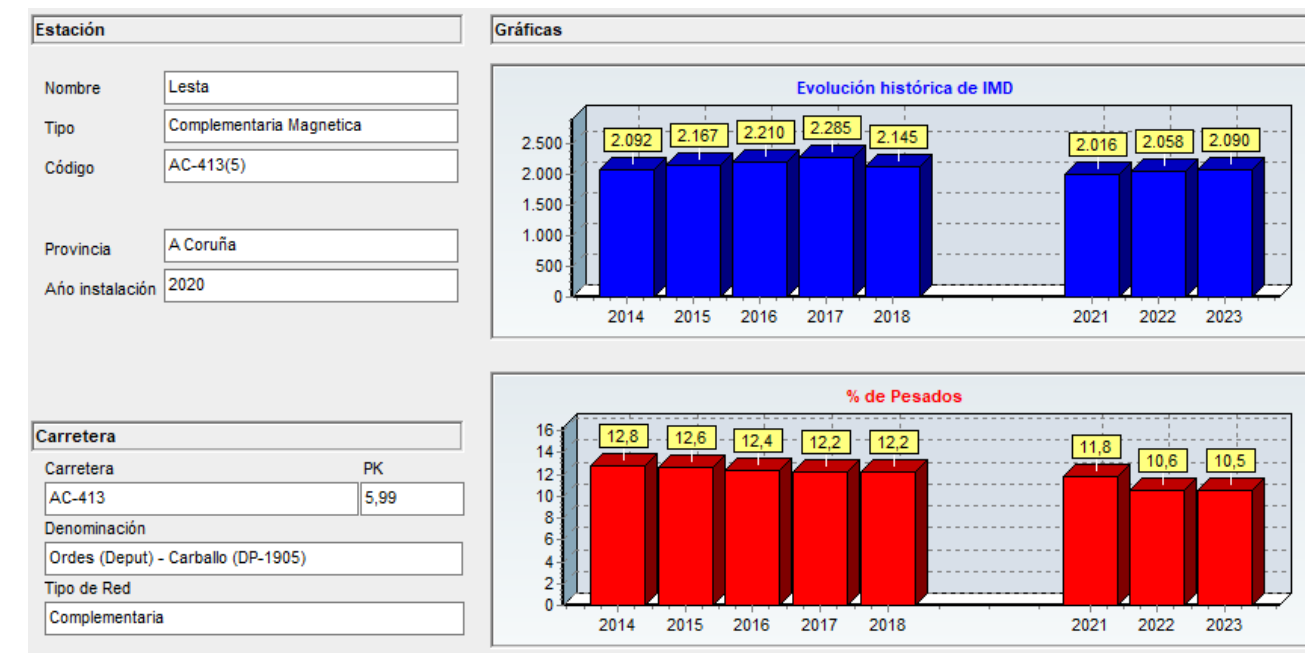 Estación
Nombre Lesta
Tipo Complementaria Magnetica
Código AC-413(5)
Provincia A Coruña
Año instalación 2020
Carretera
Carretera PK
AC-413 5,99
Denominación
Ordes (Deput) - Carballo (DP-1905)
Tipo de Red
Complementaria
Gráficas
Evolución histórica de IMD
2.500
2.000
1.500
1.000
500
0
2.092 2.167 2.210 2.285 2.145 2.016 2.058 2.090
2014 2015 2016 2017 2018 2021 2022 2023
% de Pesados
16
14
12
10
8
6
4
2
0
12,8 12,6 12,4 12,2 12,2 11,8 10,6 10,5
2014 2015 2016 2017 2018 2021 2022 2023